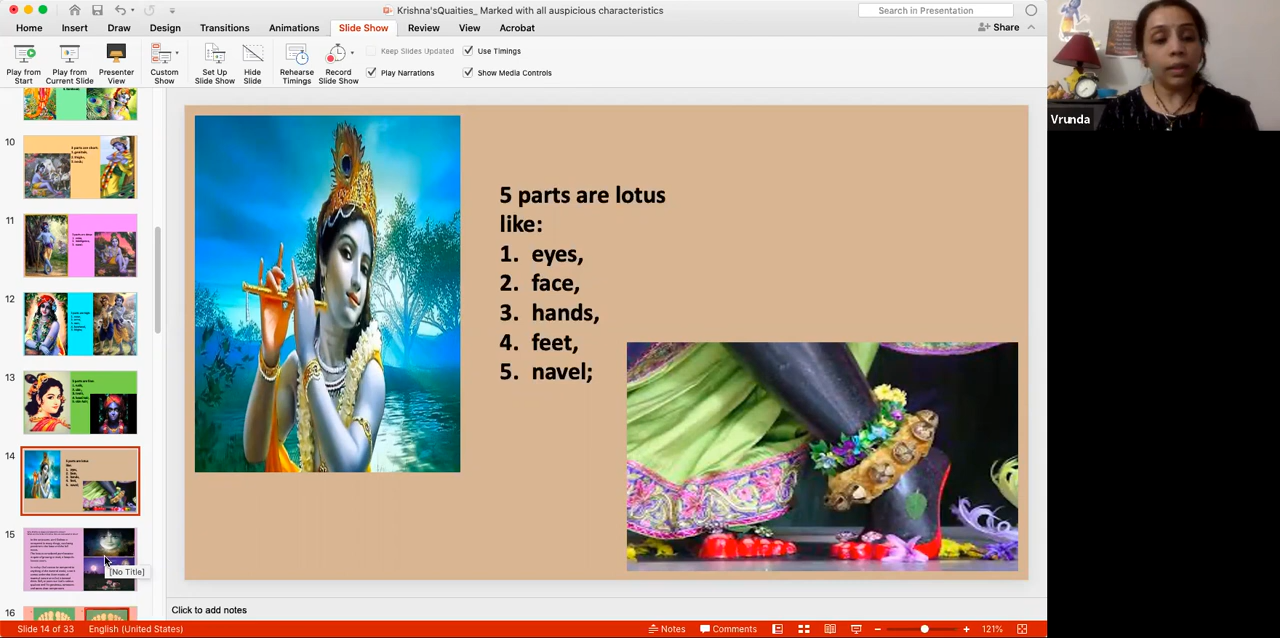 Krishna'sQuaities_ Marked with all auspicious characteristics
Search in Presentation
Home Insert Draw Design Transitions Animations Slide Show Review View Acrobat
Share
Play from Start
Play from Current Slide
Presenter View
Custom Show
Set Up Slide Show
Hide Slide
Rehearse Timings
Record Slide Show
Keep Slides Updated
Use Timings
Play Narrations
Show Media Controls
Vrunda
10
11
12
13
14
15
[No Title]
16
5 parts are lotus
like:
1. eyes,
2. face,
3. hands,
4. feet,
5. navel;
Click to add notes
Slide 14 of 33 English (United States) Notes Comments 121%